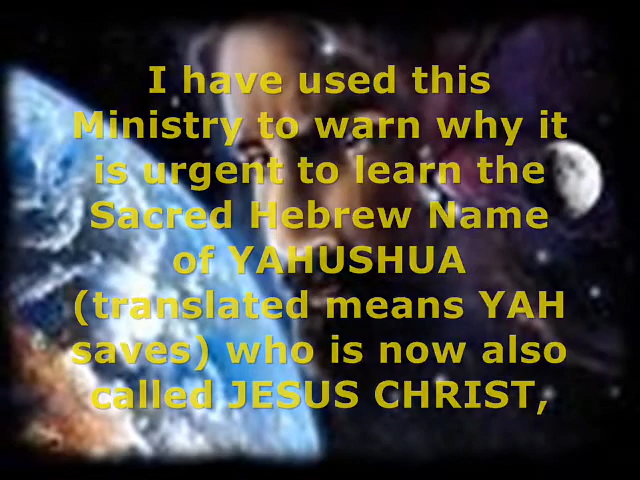 I have used this
Ministry to warn why it
is urgent to learn the
Sacred Hebrew Name
of YAHUSHUA
(translated means YAH
saves) who is now also
called JESUS CHRIST,